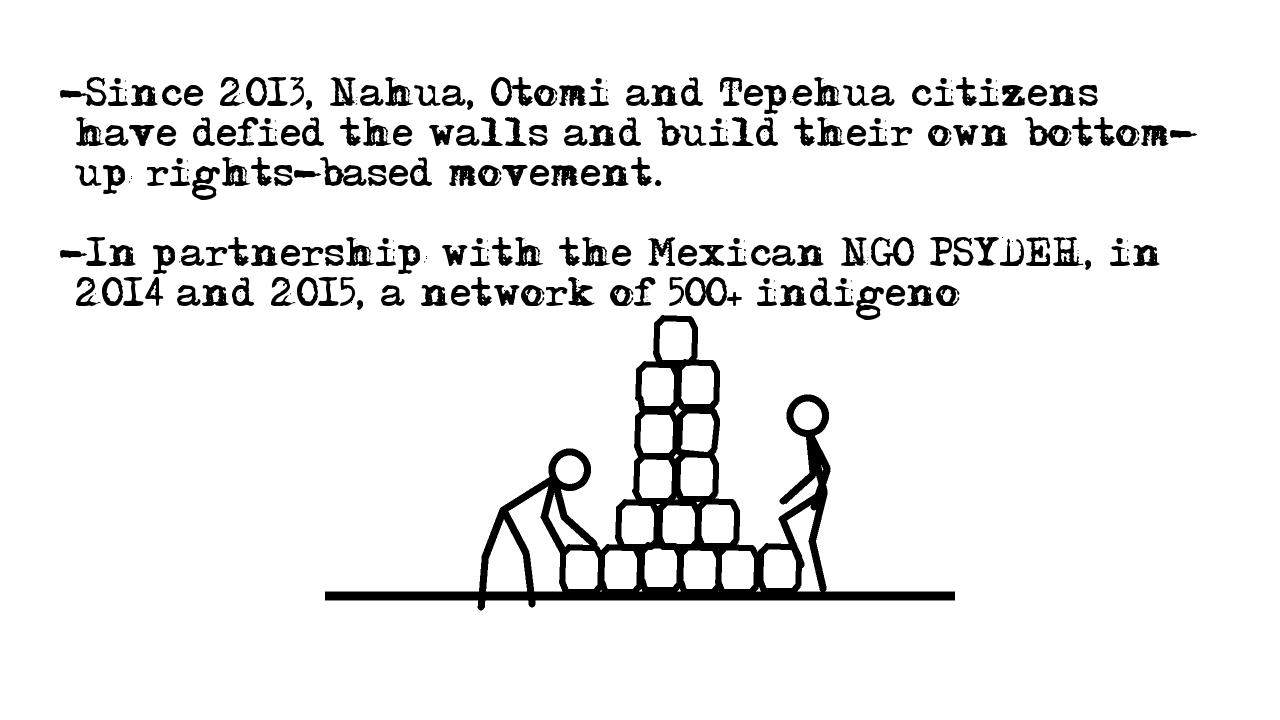 -Since 2013, Nahua, Otomi and Tepehua citizens
have defied the walls and build their own bottom-
up rights-based movement.
-In partnership with the Mexican NGO PSYDEH, in
2014 and 2015, a network of 500+ indigeno